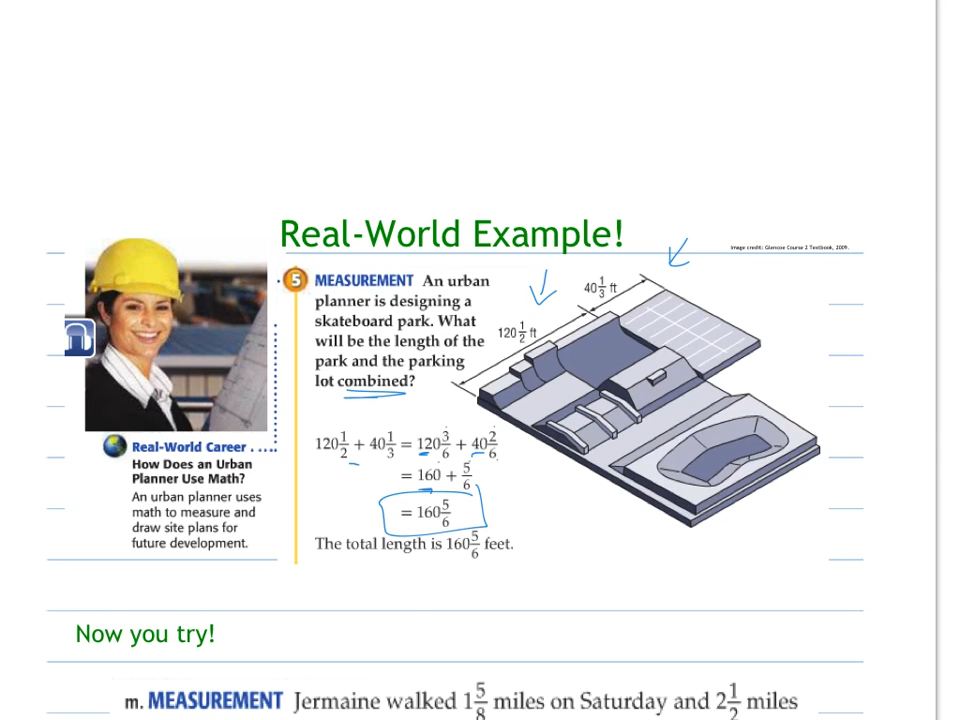 Real-World Example!
Image credit: Glencoe Course 2 Textbook, 2009.
5 MEASUREMENT An urban
planner is designing a
skateboard park. What
will be the length of the
park and the parking
lot combined?
40 1/3 ft
120 1/2 ft
120 1/2 + 40 1/3 = 120 3/6 + 40 2/6
= 160 + 5/6
= 160 5/6
The total length is 160 5/6 feet.
Real-World Career . . . . .
How Does an Urban
Planner Use Math?
An urban planner uses
math to measure and
draw site plans for
future development.
Now you try!
m. MEASUREMENT Jermaine walked 1 5/8 miles on Saturday and 2 1/2 miles